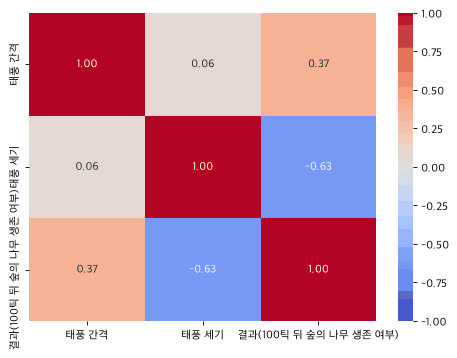 태풍 간격
태풍 세기
결과(100틱 뒤 숲의 나무 생존 여부)
1.00 0.06 0.37
0.06 1.00 -0.63
0.37 -0.63 1.00
태풍 간격 태풍 세기 결과(100틱 뒤 숲의 나무 생존 여부)
1.00
0.75
0.50
0.25
0.00
-0.25
-0.50
-0.75
-1.00